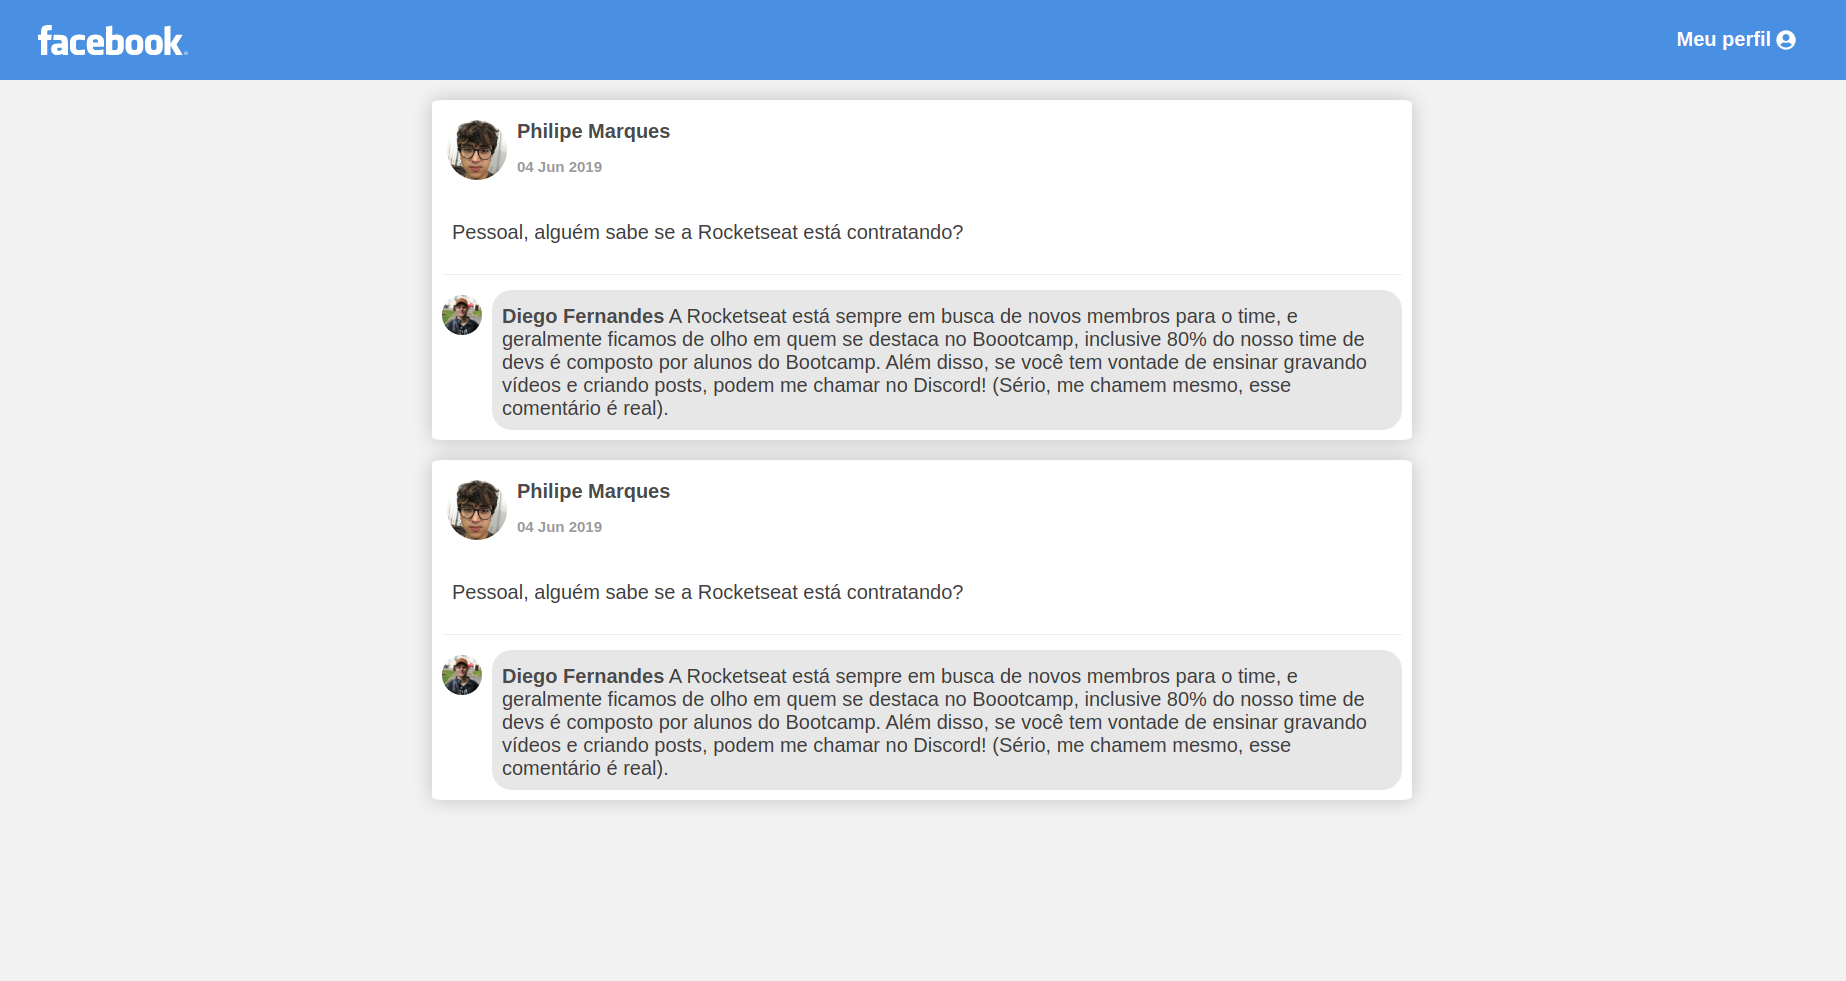 facebook.
Meu perfil
Philipe Marques
04 Jun 2019
Pessoal, alguém sabe se a Rocketseat está contratando?
Diego Fernandes A Rocketseat está sempre em busca de novos membros para o time, e
geralmente ficamos de olho em quem se destaca no Boootcamp, inclusive 80% do nosso time de
devs é composto por alunos do Bootcamp. Além disso, se você tem vontade de ensinar gravando
vídeos e criando posts, podem me chamar no Discord! (Sério, me chamem mesmo, esse
comentário é real).
Philipe Marques
04 Jun 2019
Pessoal, alguém sabe se a Rocketseat está contratando?
Diego Fernandes A Rocketseat está sempre em busca de novos membros para o time, e
geralmente ficamos de olho em quem se destaca no Boootcamp, inclusive 80% do nosso time de
devs é composto por alunos do Bootcamp. Além disso, se você tem vontade de ensinar gravando
vídeos e criando posts, podem me chamar no Discord! (Sério, me chamem mesmo, esse
comentário é real).